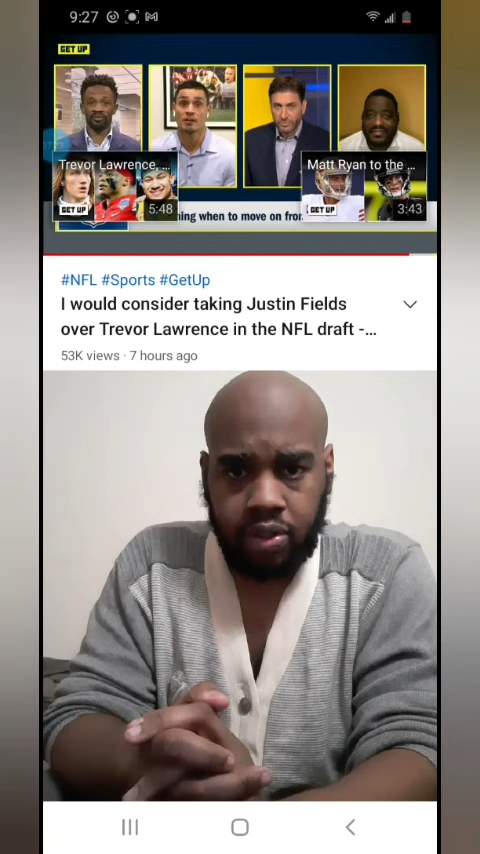 9:27
GET UP
Trevor Lawrence, ...
Matt Ryan to the ...
GET UP
5:48
GET UP
3:43
ing when to move on fro
NFL
#NFL #Sports #GetUp
I would consider taking Justin Fields
over Trevor Lawrence in the NFL draft -...
53K views · 7 hours ago